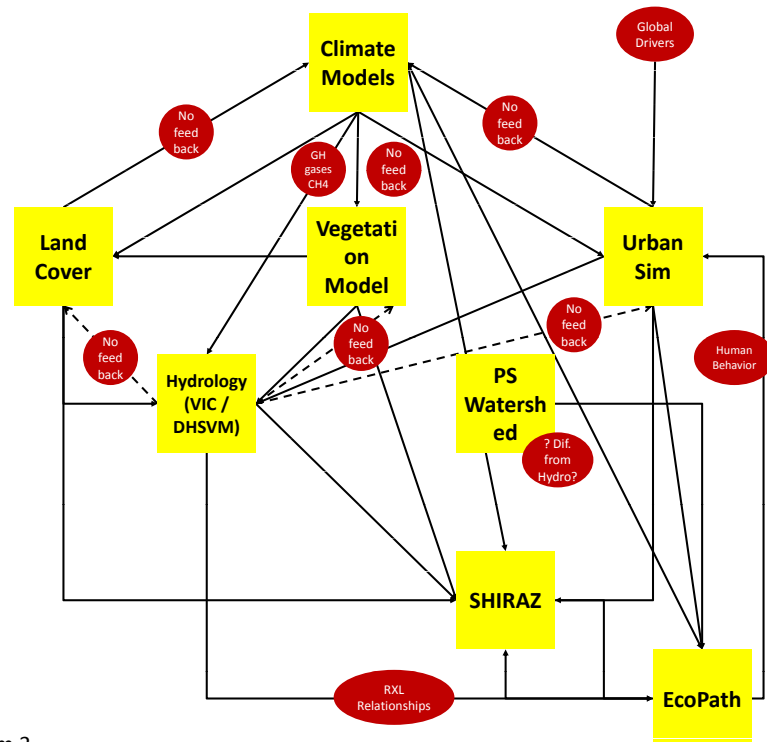 Climate
Models
Global
Drivers
No
feed
back
No
feed
back
GH
gases
CH4
No
feed
back
Land
Cover
Vegetati
on
Model
Urban
Sim
No
feed
back
No
feed
back
No
feed
back
Human
Behavior
Hydrology
(VIC /
DHSVM)
PS
Watersh
ed
? Dif.
from
Hydro?
SHIRAZ
RXL
Relationships
EcoPath